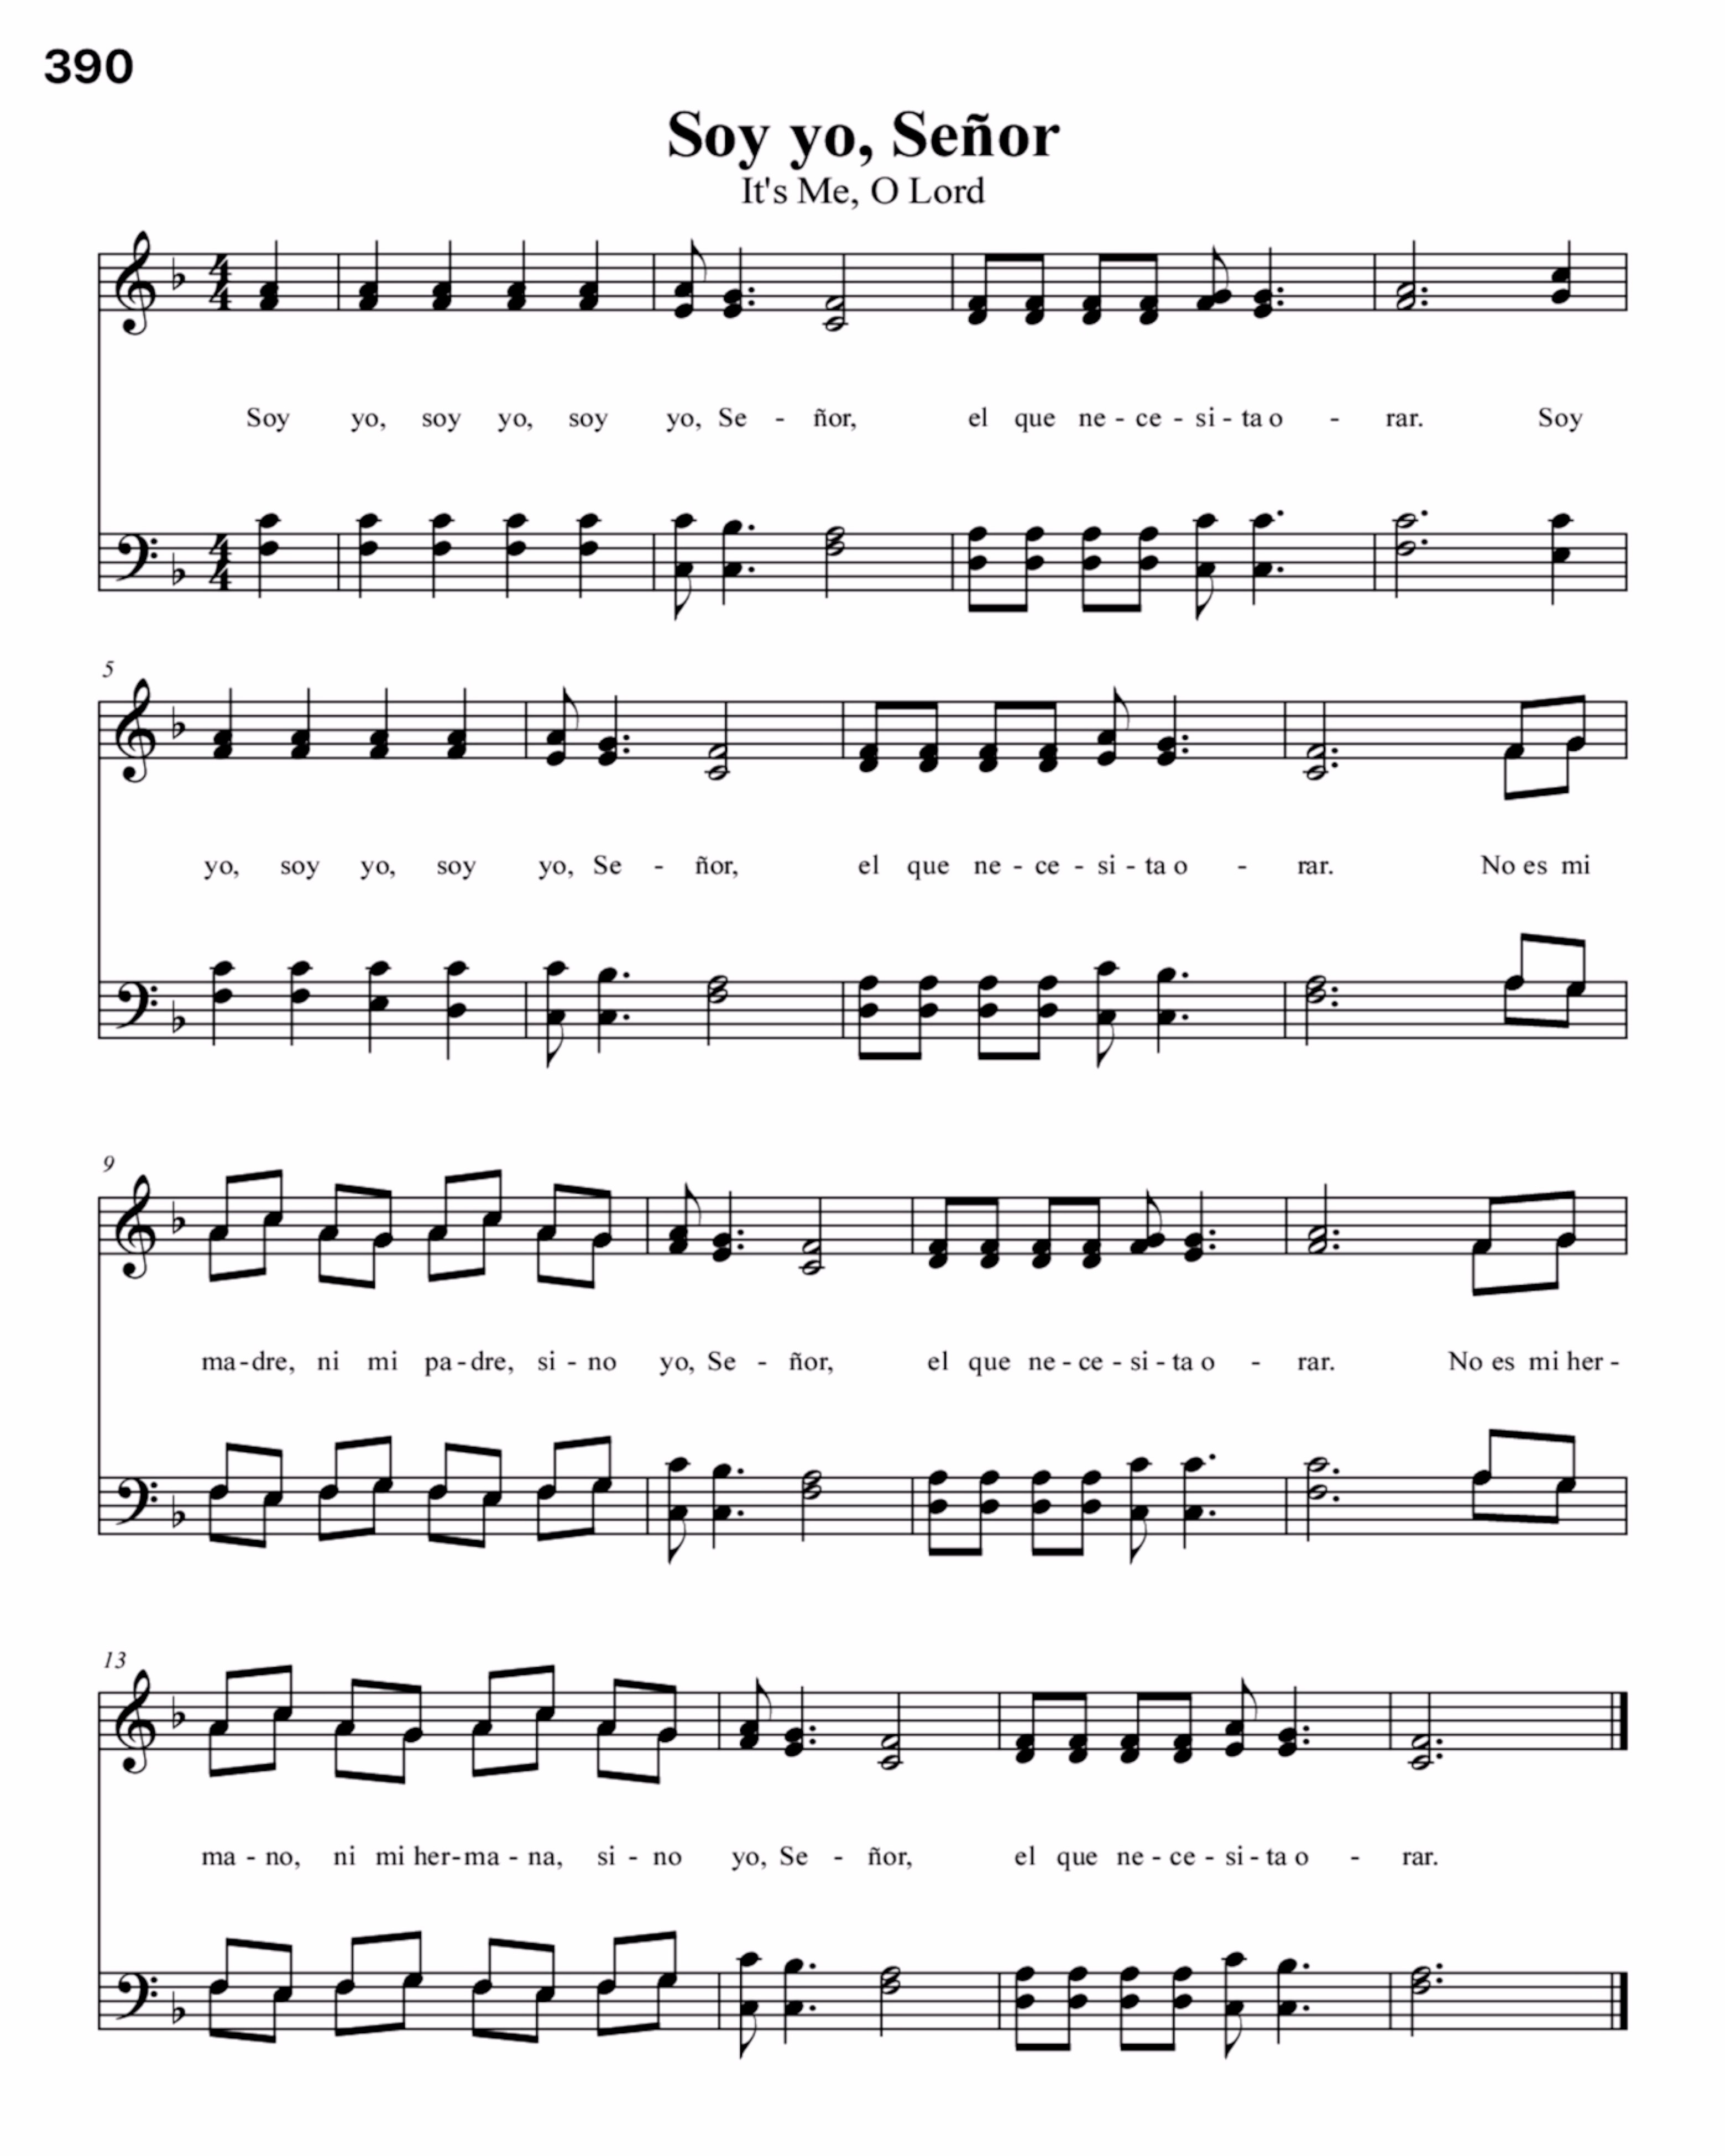 390
Soy yo, Señor
It's Me, O Lord
4 4
Soy yo, soy yo, soy yo, Se - ñor, el que ne - ce - si - ta o - rar. Soy
4 4
5
yo, soy yo, soy yo, Se - ñor, el que ne - ce - si - ta o - rar. No es mi
9
ma - dre, ni mi pa - dre, si - no yo, Se - ñor, el que ne - ce - si - ta o - rar. No es mi her -
13
ma - no, ni mi her - ma - na, si - no yo, Se - ñor, el que ne - ce - si - ta o - rar.